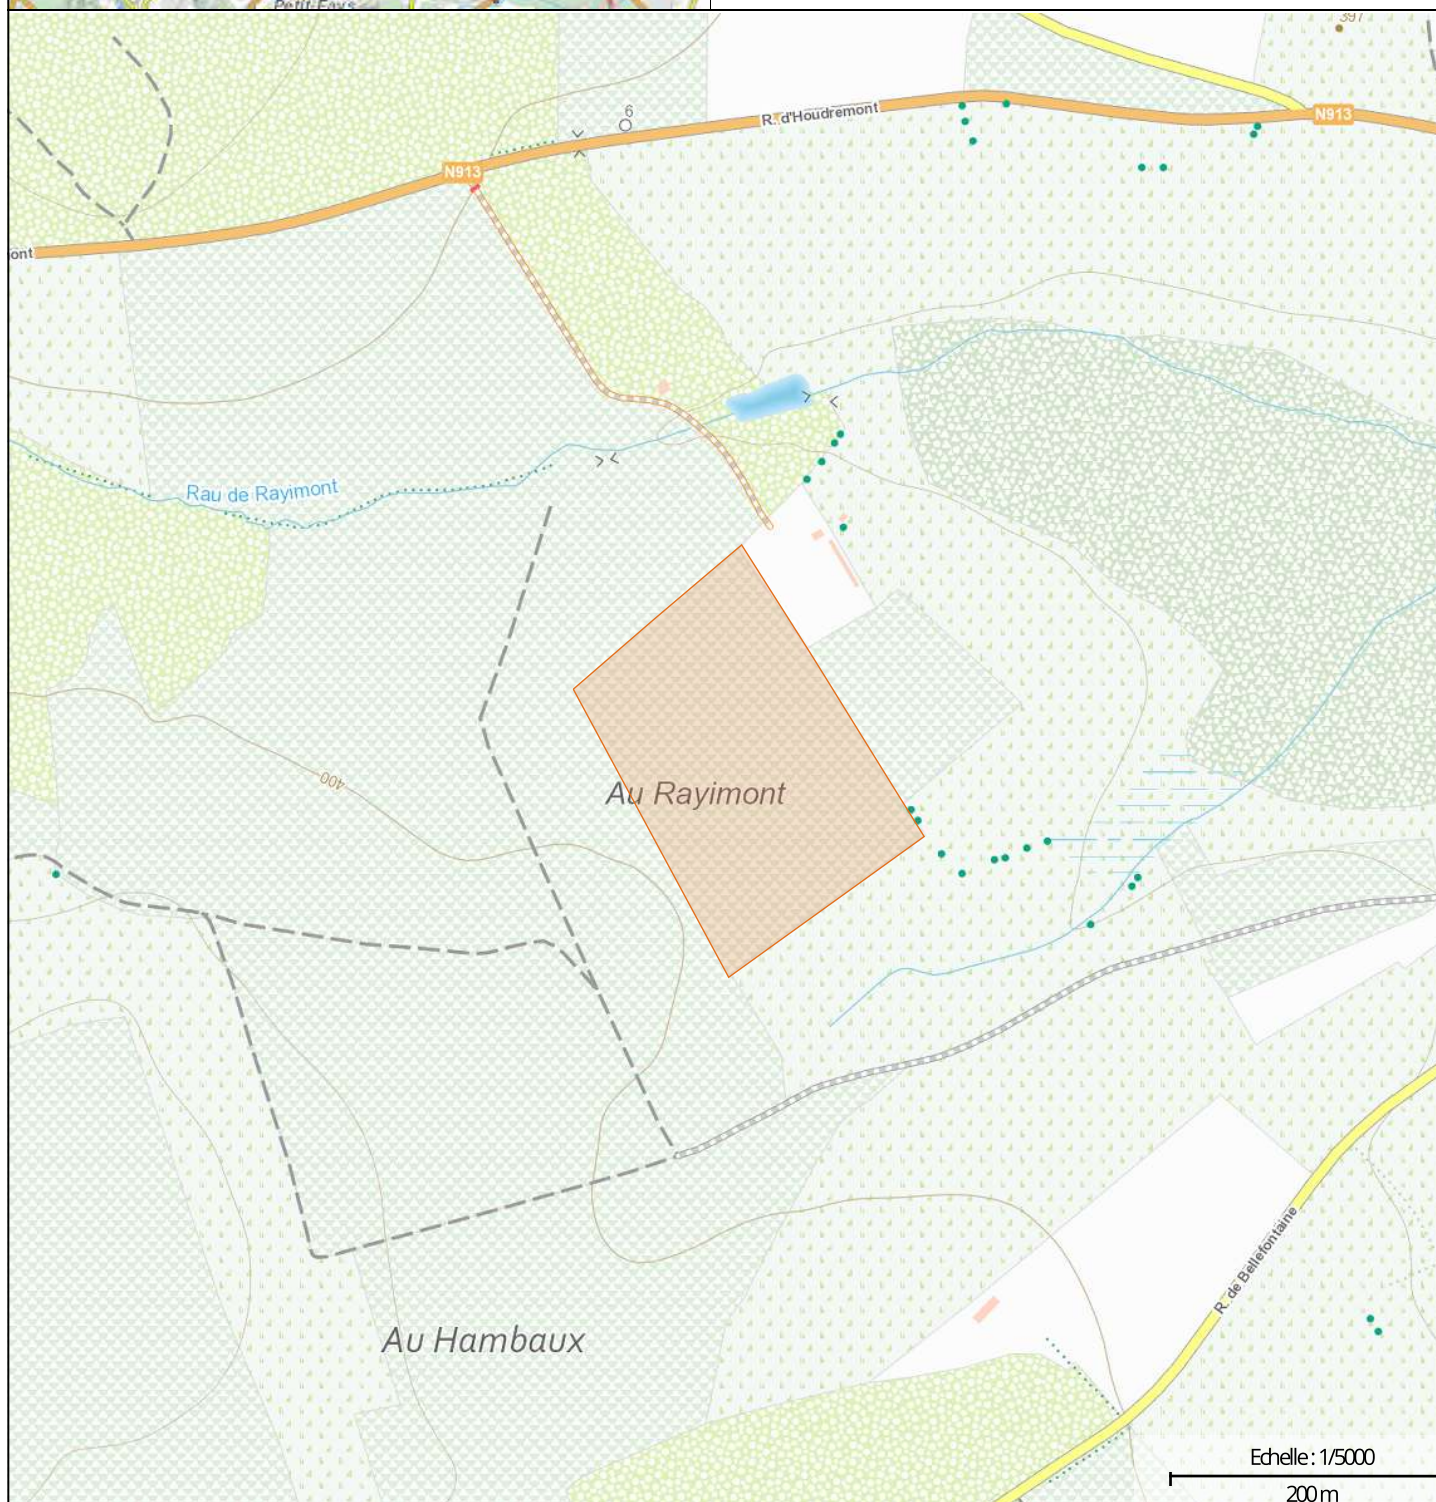 Petit-Fays
397
6
R. d'Houdremont
N913
N913
ont
Rau de Rayimont
400
Au Rayimont
R. de Bellefontaine
Au Hambaux
Echelle : 1/5000
200 m